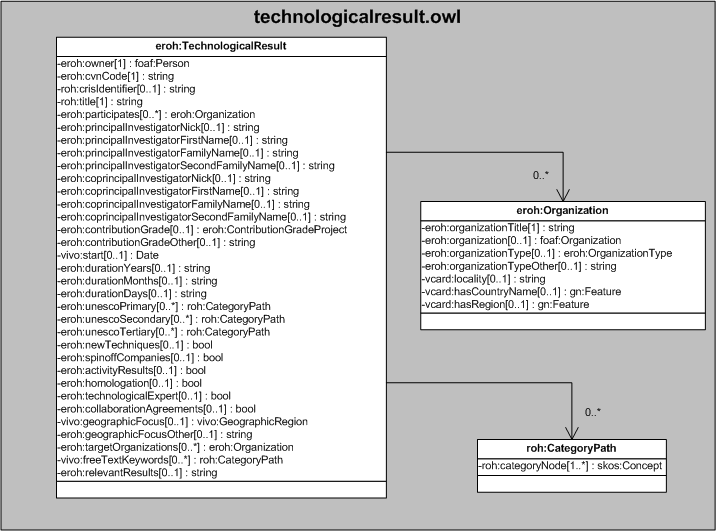 technologicalresult.owl
eroh:TechnologicalResult
-eroh:owner[1] : foaf:Person
-eroh:cvnCode[1] : string
-roh:crisIdentifier[0..1] : string
-roh:title[1] : string
-eroh:participates[0..*] : eroh:Organization
-eroh:principalInvestigatorNick[0..1] : string
-eroh:principalInvestigatorFirstName[0..1] : string
-eroh:principalInvestigatorFamilyName[0..1] : string
-eroh:principalInvestigatorSecondFamilyName[0..1] : string
-eroh:coprincipalInvestigatorNick[0..1] : string
-eroh:coprincipalInvestigatorFirstName[0..1] : string
-eroh:coprincipalInvestigatorFamilyName[0..1] : string
-eroh:coprincipalInvestigatorSecondFamilyName[0..1] : string
-eroh:contributionGrade[0..1] : eroh:ContributionGradeProject
-eroh:contributionGradeOther[0..1] : string
-vivo:start[0..1] : Date
-eroh:durationYears[0..1] : string
-eroh:durationMonths[0..1] : string
-eroh:durationDays[0..1] : string
-eroh:unescoPrimary[0..*] : roh:CategoryPath
-eroh:unescoSecondary[0..*] : roh:CategoryPath
-eroh:unescoTertiary[0..*] : roh:CategoryPath
-eroh:newTechniques[0..1] : bool
-eroh:spinoffCompanies[0..1] : bool
-eroh:activityResults[0..1] : bool
-eroh:homologation[0..1] : bool
-eroh:technologicalExpert[0..1] : bool
-eroh:collaborationAgreements[0..1] : bool
-vivo:geographicFocus[0..1] : vivo:GeographicRegion
-eroh:geographicFocusOther[0..1] : string
-eroh:targetOrganizations[0..*] : eroh:Organization
-vivo:freeTextKeywords[0..*] : roh:CategoryPath
-eroh:relevantResults[0..1] : string
0..*
eroh:Organization
-eroh:organizationTitle[1] : string
-eroh:organization[0..1] : foaf:Organization
-eroh:organizationType[0..1] : eroh:OrganizationType
-eroh:organizationTypeOther[0..1] : string
-vcard:locality[0..1] : string
-vcard:hasCountryName[0..1] : gn:Feature
-vcard:hasRegion[0..1] : gn:Feature
0..*
roh:CategoryPath
-roh:categoryNode[1..*] : skos:Concept